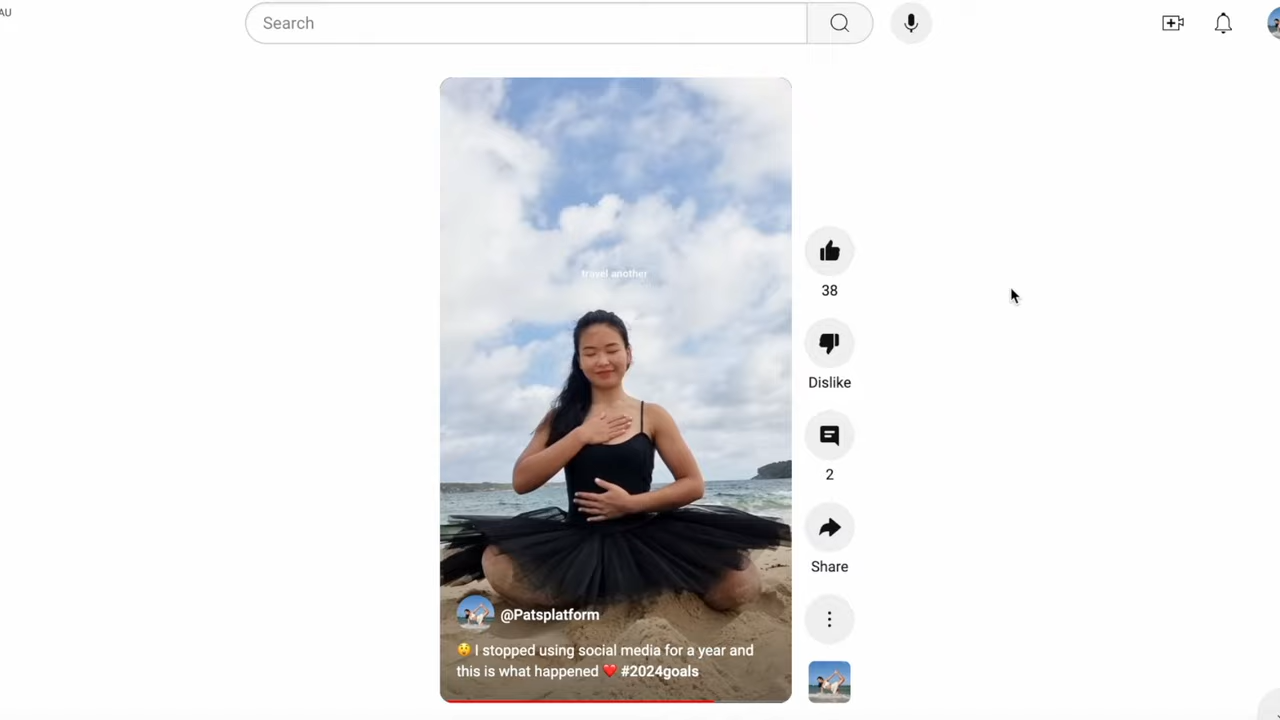 AU
Search
travel another
38
Dislike
2
Share
@Patsplatform
😲 I stopped using social media for a year and
this is what happened ❤️ #2024goals